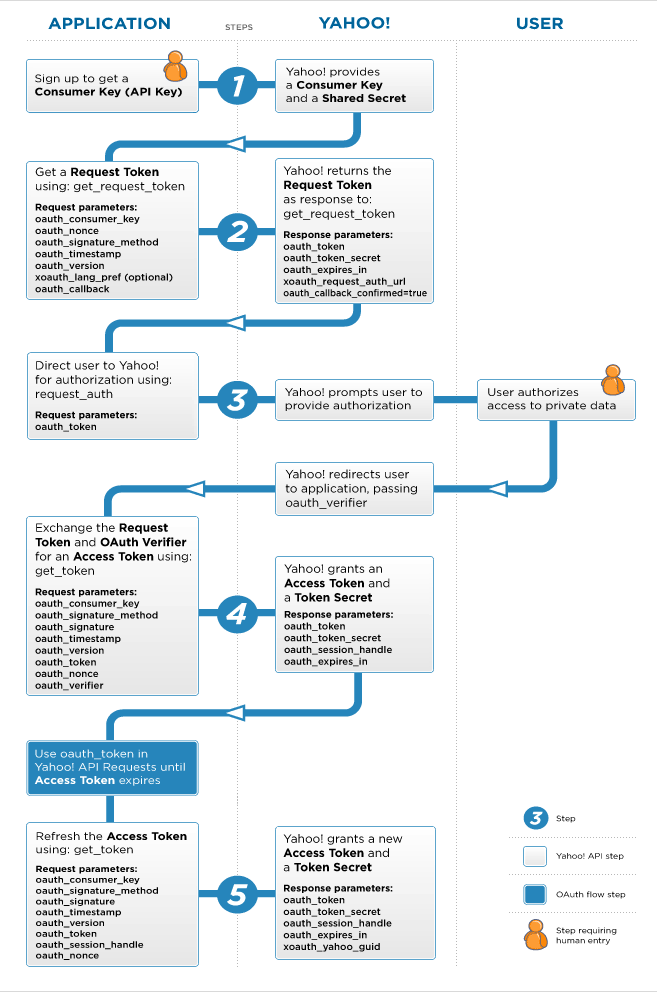 APPLICATION
STEPS
YAHOO!
USER
Sign up to get a
Consumer Key (API Key)
1
Yahoo! provides
a Consumer Key
and a Shared Secret
Get a Request Token
using: get_request_token
Request parameters:
oauth_consumer_key
oauth_nonce
oauth_signature_method
oauth_timestamp
oauth_version
xoauth_lang_pref (optional)
oauth_callback
2
Yahoo! returns the
Request Token
as response to:
get_request_token
Response parameters:
oauth_token
oauth_token_secret
oauth_expires_in
xoauth_request_auth_url
oauth_callback_confirmed=true
Direct user to Yahoo!
for authorization using:
request_auth
Request parameters:
oauth_token
3
Yahoo! prompts user to
provide authorization
User authorizes
access to private data
Yahoo! redirects user
to application, passing
oauth_verifier
Exchange the Request
Token and OAuth Verifier
for an Access Token using:
get_token
Request parameters:
oauth_consumer_key
oauth_signature_method
oauth_signature
oauth_timestamp
oauth_version
oauth_token
oauth_nonce
oauth_verifier
4
Yahoo! grants an
Access Token and
a Token Secret
Response parameters:
oauth_token
oauth_token_secret
oauth_session_handle
oauth_expires_in
Use oauth_token in
Yahoo! API Requests until
Access Token expires
Refresh the Access Token
using: get_token
Request parameters:
oauth_consumer_key
oauth_signature_method
oauth_signature
oauth_timestamp
oauth_version
oauth_token
oauth_session_handle
oauth_nonce
5
Yahoo! grants a new
Access Token and
a Token Secret
Response parameters:
oauth_token
oauth_token_secret
oauth_session_handle
oauth_expires_in
xoauth_yahoo_guid
3 Step
Yahoo! API step
OAuth flow step
Step requiring
human entry